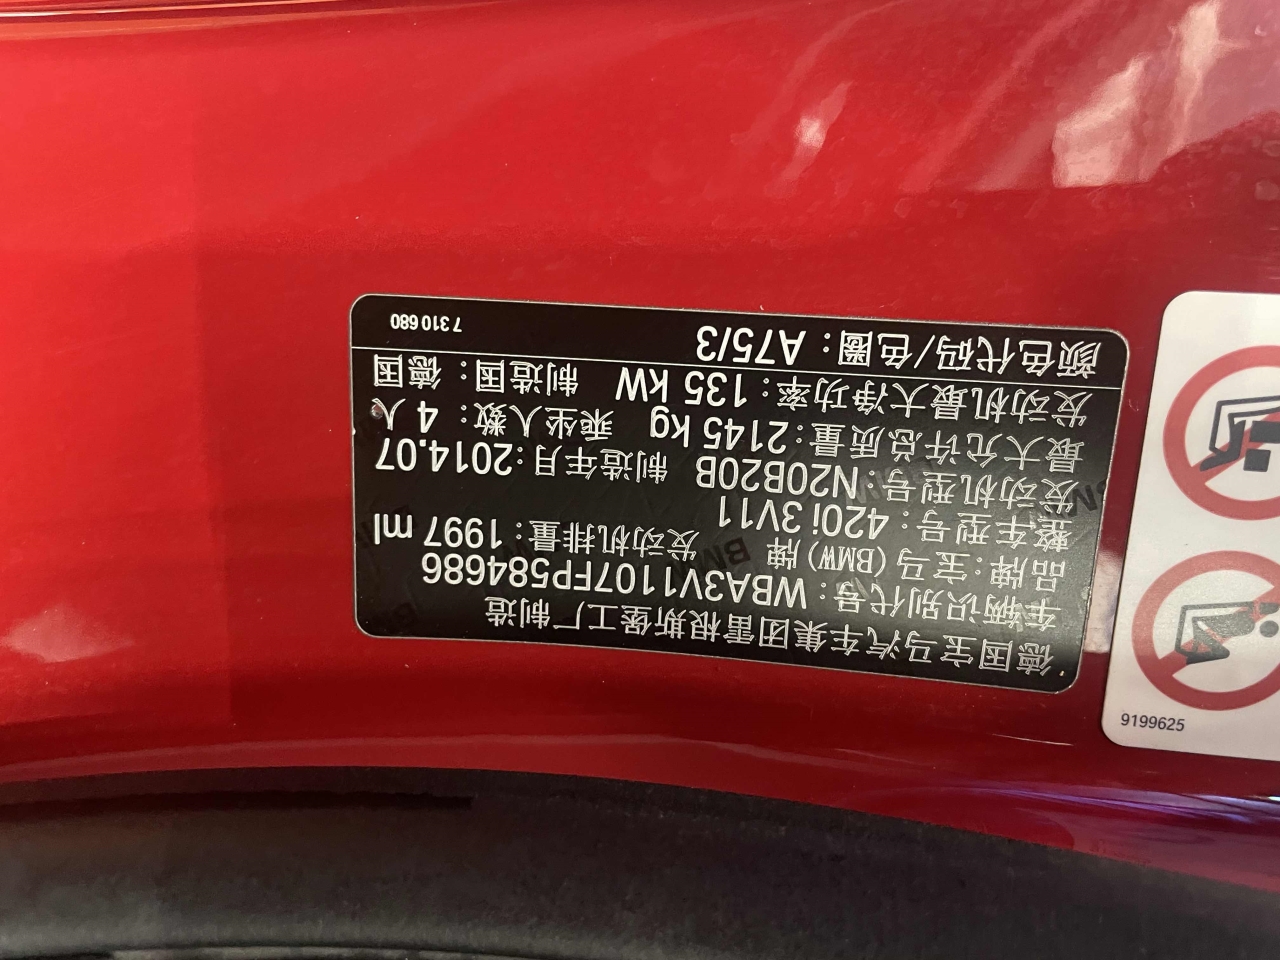 德国宝马汽车集团雷根斯堡工厂 制造
车辆识别代号: WBA3V1107FP584686
品牌: 宝马 (BMW) 牌 发动机排量: 1997 ml
整车型号: 420i 3V11
发动机型号: N20B20B 制造年月: 2014.07
最大允许总质量: 2145 kg 乘坐人数: 4 人
发动机最大净功率: 135 kW 制造国: 德国
颜色代码/色圈: A75/3 7 310 680
9199625